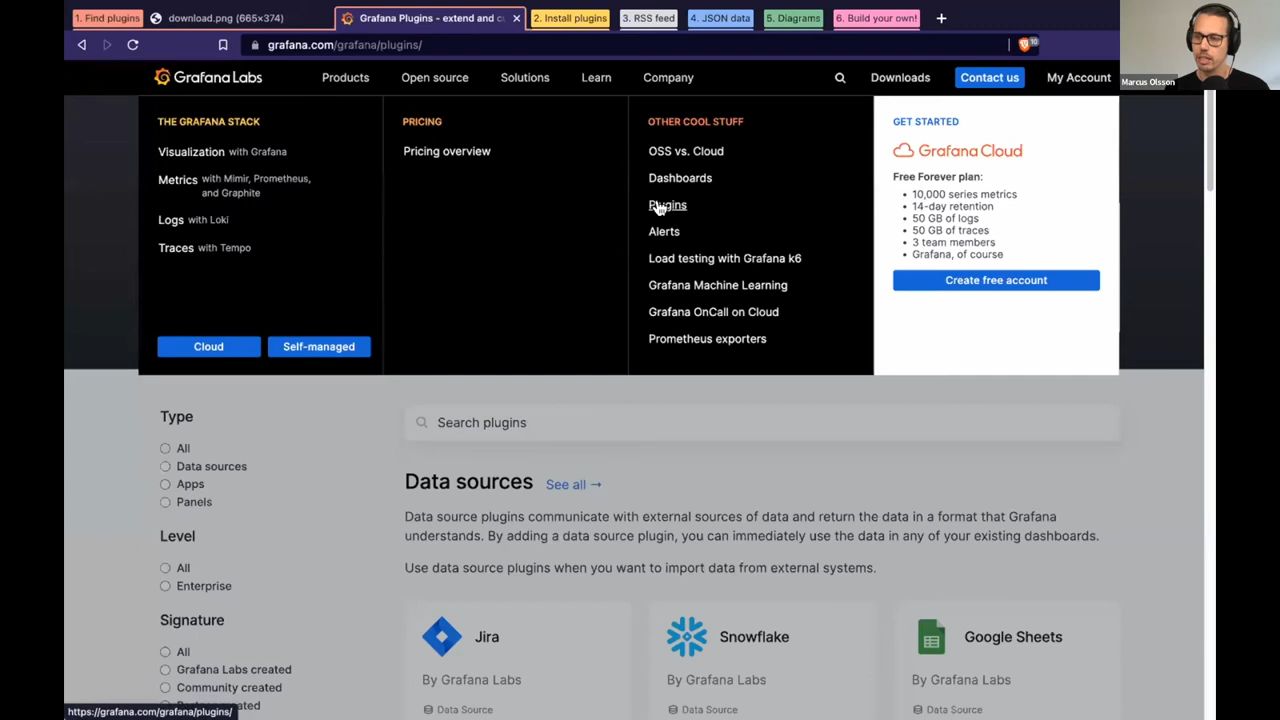 1. Find plugins
download.png (665×374)
Grafana Plugins - extend and c
2. Install plugins
3. RSS feed
4. JSON data
5. Diagrams
6. Build your own!
grafana.com/grafana/plugins/
10
Marcus Olsson
Grafana Labs
Products
Open source
Solutions
Learn
Company
Downloads
Contact us
My Account
THE GRAFANA STACK
Visualization with Grafana
Metrics with Mimir, Prometheus,
and Graphite
Logs with Loki
Traces with Tempo
Cloud
Self-managed
PRICING
Pricing overview
OTHER COOL STUFF
OSS vs. Cloud
Dashboards
Plugins
Alerts
Load testing with Grafana k6
Grafana Machine Learning
Grafana OnCall on Cloud
Prometheus exporters
GET STARTED
Grafana Cloud
Free Forever plan:
• 10,000 series metrics
• 14-day retention
• 50 GB of logs
• 50 GB of traces
• 3 team members
• Grafana, of course
Create free account
Type
All
Data sources
Apps
Panels
Level
All
Enterprise
Signature
All
Grafana Labs created
Community created
Search plugins
Data sources
See all →
Data source plugins communicate with external sources of data and return the data in a format that Grafana
understands. By adding a data source plugin, you can immediately use the data in any of your existing dashboards.
Use data source plugins when you want to import data from external systems.
Jira
By Grafana Labs
Data Source
Snowflake
By Grafana Labs
Data Source
Google Sheets
By Grafana Labs
Data Source
https://grafana.com/grafana/plugins/